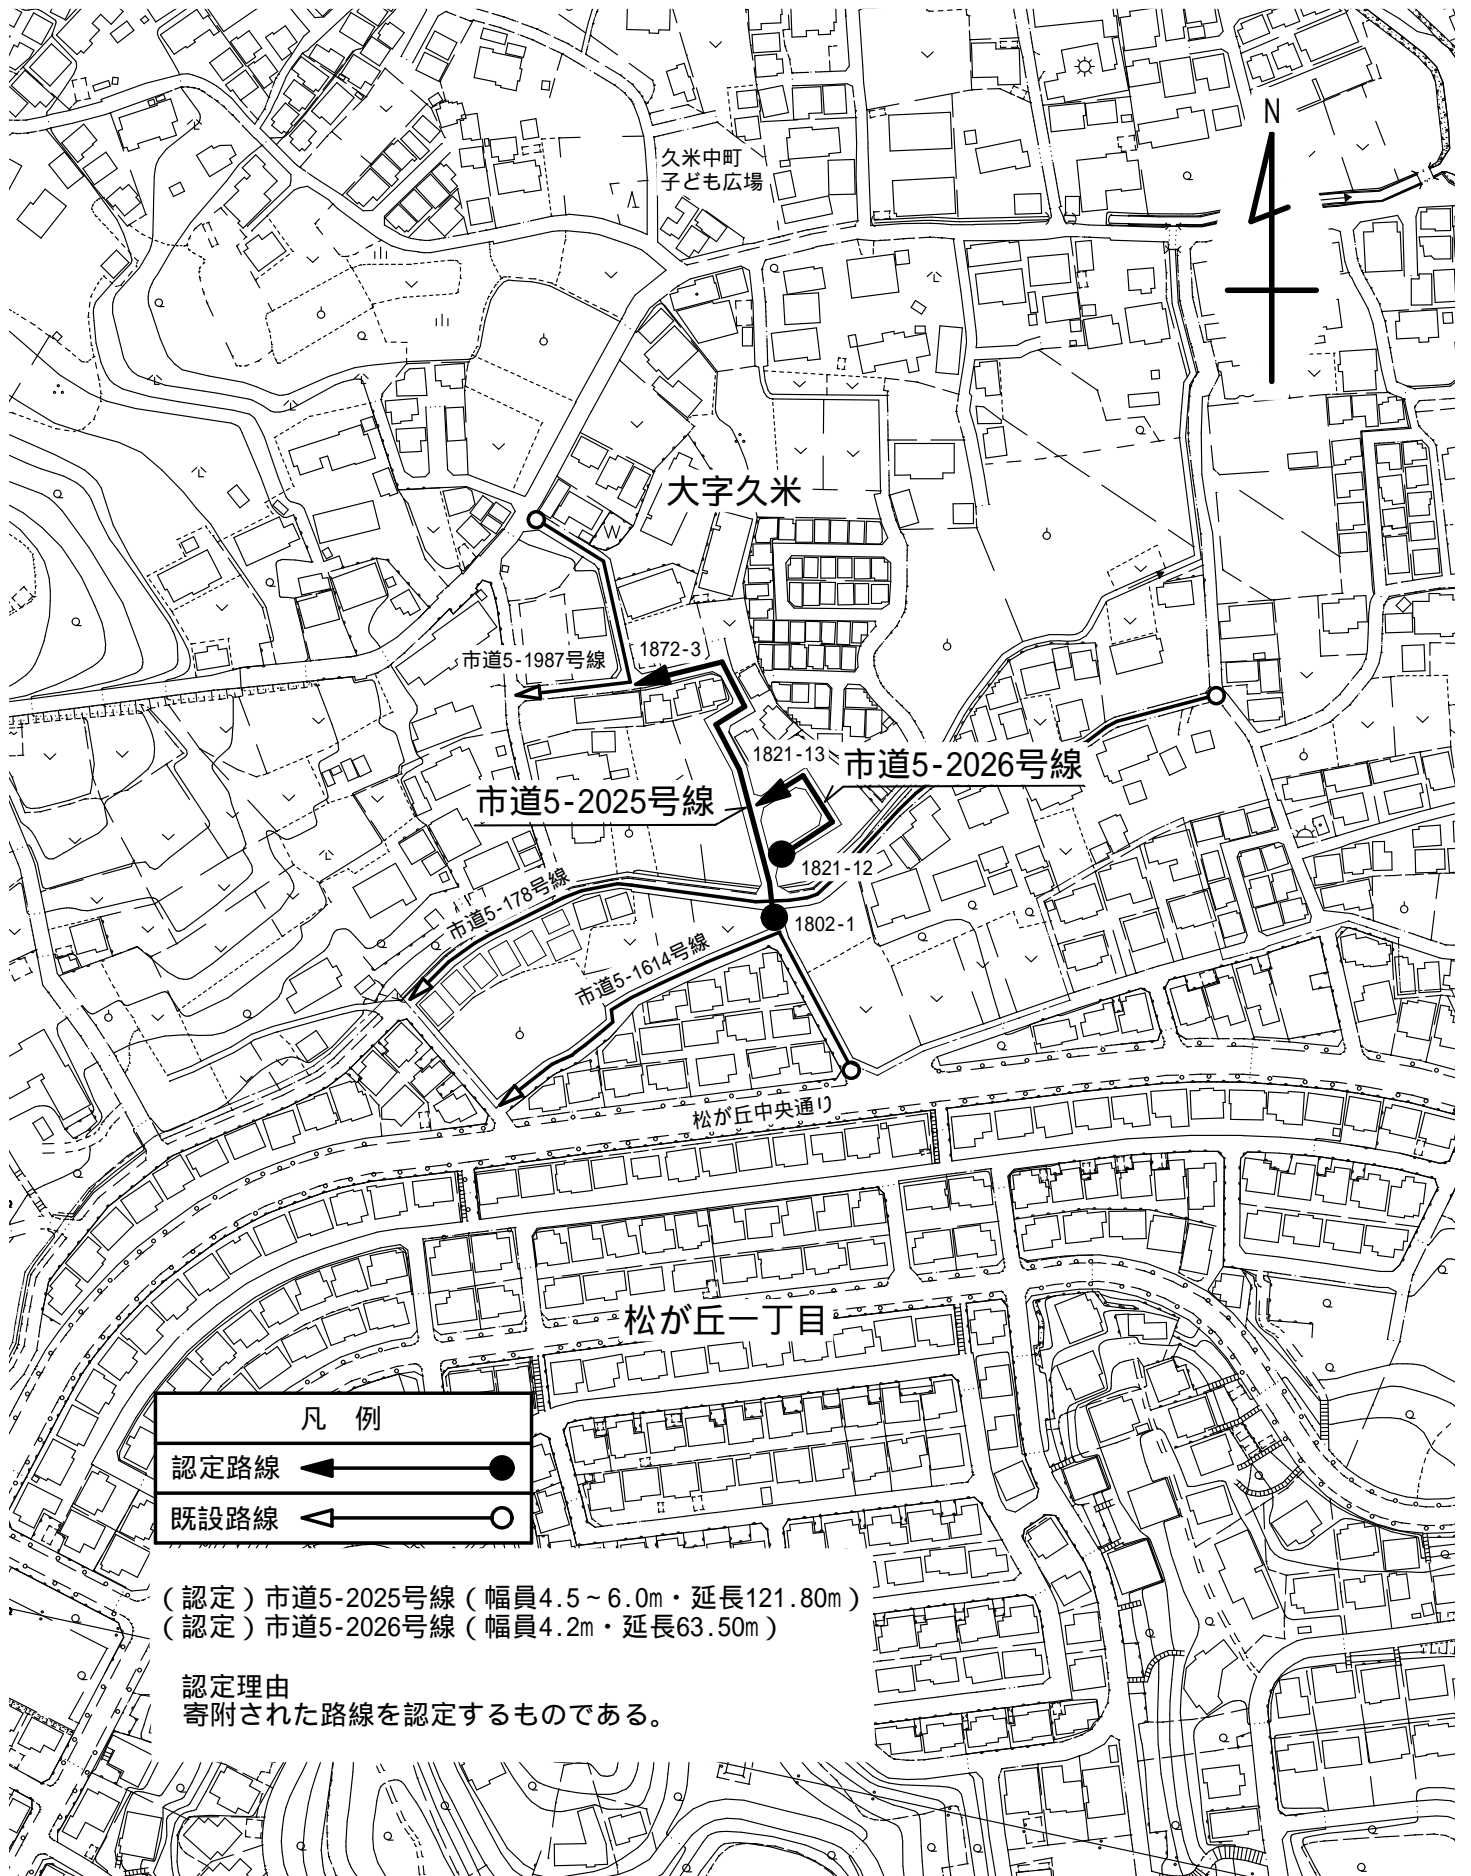 N
久米中町
子ども広場
大字久米
W
市道5-1987号線
1872-3
1821-13
市道5-2026号線
市道5-2025号線
1821-12
市道5-178号線
1802-1
市道5-1614号線
松が丘中央通り
松が丘一丁目
凡 例
認定路線
既設路線
（認定）市道5-2025号線（幅員4.5～6.0m・延長121.80m）
（認定）市道5-2026号線（幅員4.2m・延長63.50m）
認定理由
寄附された路線を認定するものである。